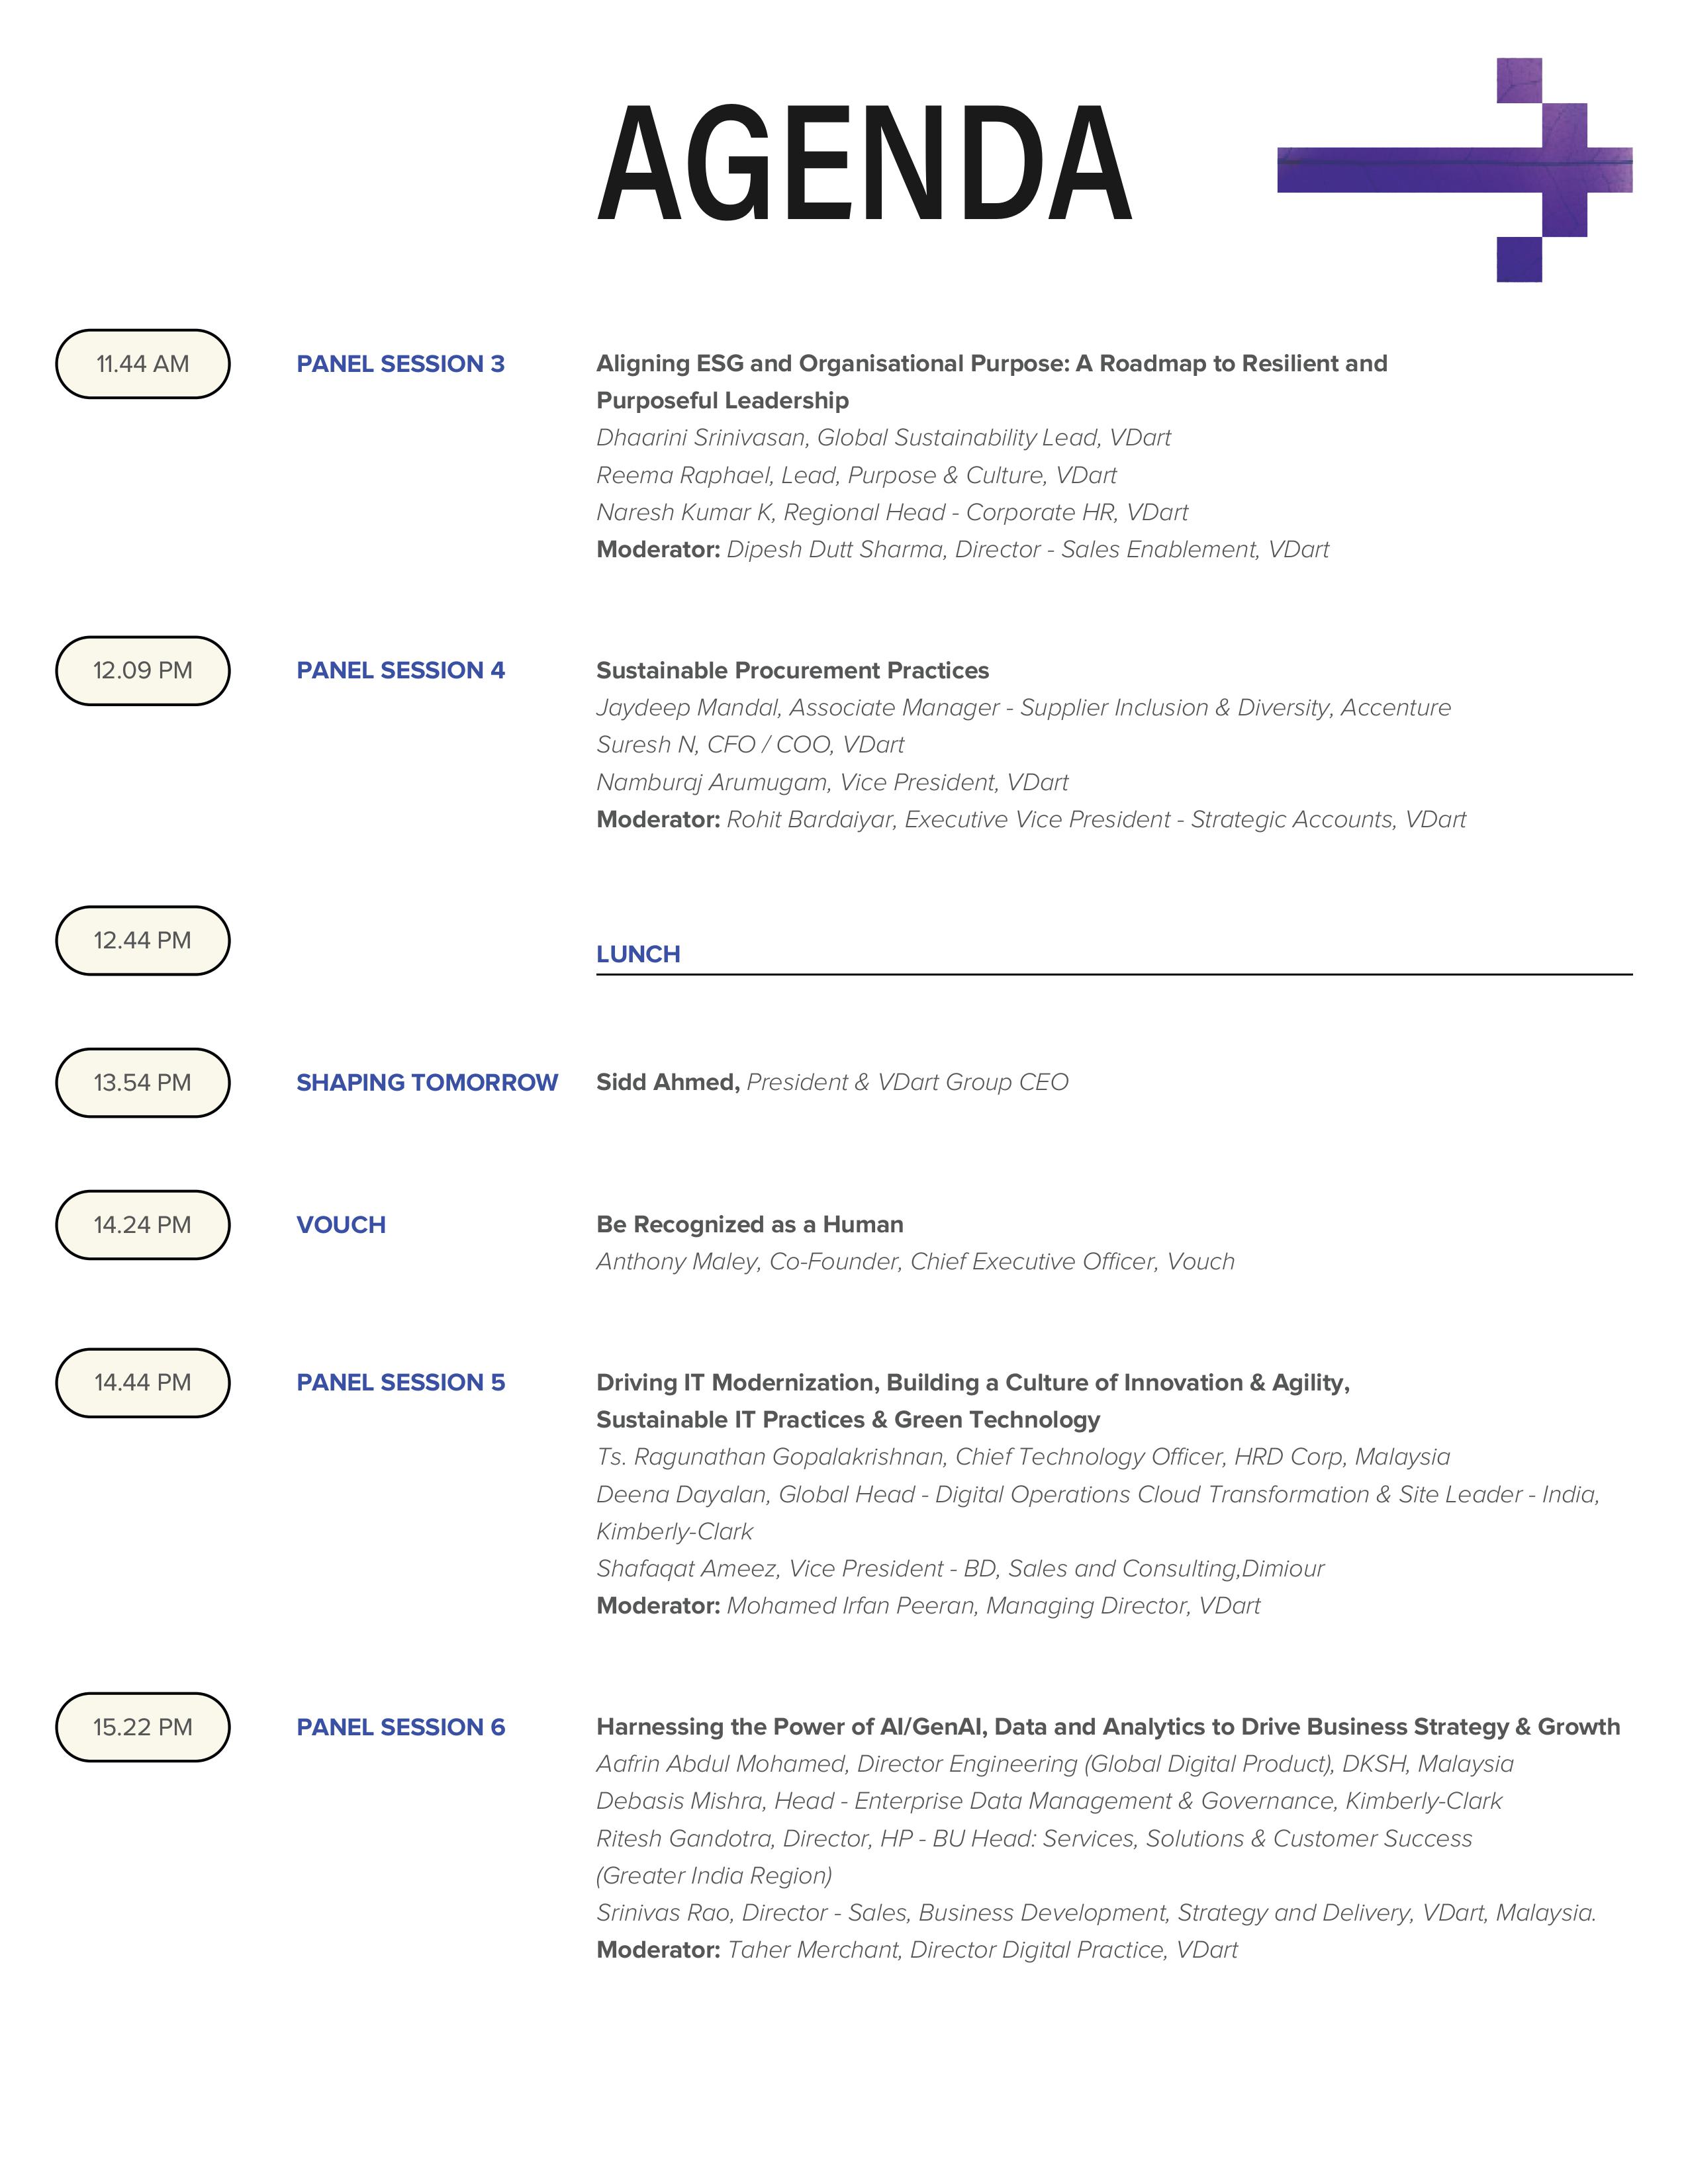 AGENDA
11.44 AM
PANEL SESSION 3
Aligning ESG and Organisational Purpose: A Roadmap to Resilient and
Purposeful Leadership
Dhaarini Srinivasan, Global Sustainability Lead, VDart
Reema Raphael, Lead, Purpose & Culture, VDart
Naresh Kumar K, Regional Head - Corporate HR, VDart
Moderator: Dipesh Dutt Sharma, Director - Sales Enablement, VDart
12.09 PM
PANEL SESSION 4
Sustainable Procurement Practices
Jaydeep Mandal, Associate Manager - Supplier Inclusion & Diversity, Accenture
Suresh N, CFO / COO, VDart
Namburaj Arumugam, Vice President, VDart
Moderator: Rohit Bardaiyar, Executive Vice President - Strategic Accounts, VDart
12.44 PM
LUNCH
13.54 PM
SHAPING TOMORROW
Sidd Ahmed, President & VDart Group CEO
14.24 PM
VOUCH
Be Recognized as a Human
Anthony Maley, Co-Founder, Chief Executive Officer, Vouch
14.44 PM
PANEL SESSION 5
Driving IT Modernization, Building a Culture of Innovation & Agility,
Sustainable IT Practices & Green Technology
Ts. Ragunathan Gopalakrishnan, Chief Technology Officer, HRD Corp, Malaysia
Deena Dayalan, Global Head - Digital Operations Cloud Transformation & Site Leader - India,
Kimberly-Clark
Shafaqat Ameez, Vice President - BD, Sales and Consulting,Dimiour
Moderator: Mohamed Irfan Peeran, Managing Director, VDart
15.22 PM
PANEL SESSION 6
Harnessing the Power of AI/GenAI, Data and Analytics to Drive Business Strategy & Growth
Aafrin Abdul Mohamed, Director Engineering (Global Digital Product), DKSH, Malaysia
Debasis Mishra, Head - Enterprise Data Management & Governance, Kimberly-Clark
Ritesh Gandotra, Director, HP - BU Head: Services, Solutions & Customer Success
(Greater India Region)
Srinivas Rao, Director - Sales, Business Development, Strategy and Delivery, VDart, Malaysia.
Moderator: Taher Merchant, Director Digital Practice, VDart